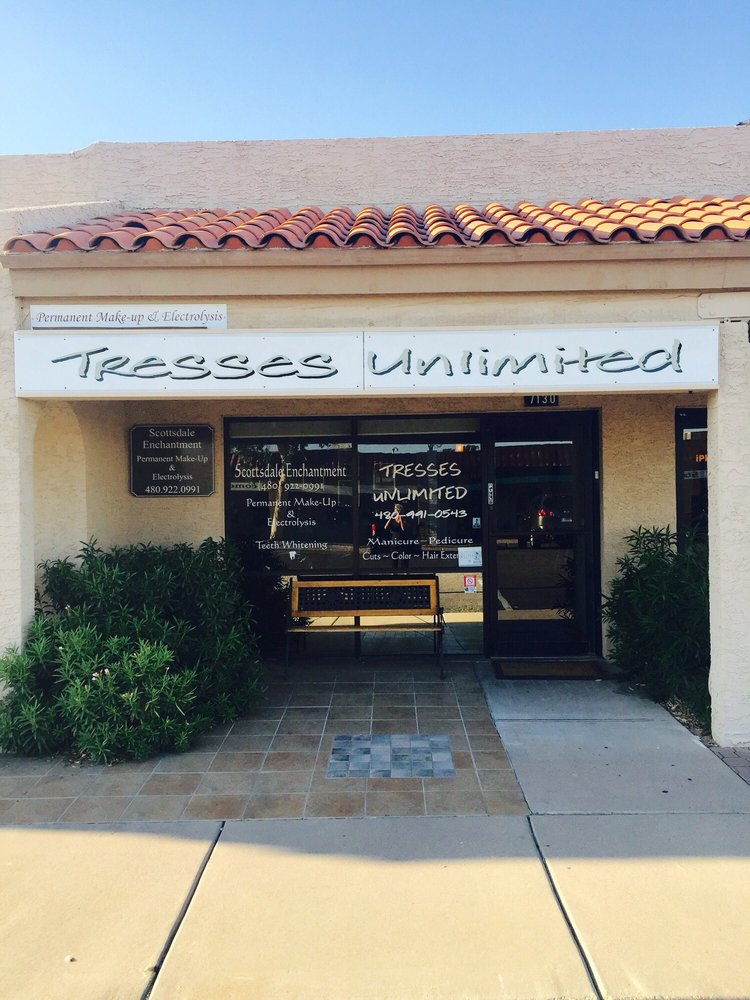 Permanent Make-up & Electrolysis
Tresses Unlimited
7130
Scottsdale
Enchantment
Permanent Make-Up
&
Electrolysis
480.922.0991
Scottsdale Enchantment
(480) 922-0991
Permanent Make-Up
&
Electrolysis
Teeth Whitening
TRESSES
UNLIMITED
480-991-0543
Manicure~Pedicure
Cuts ~ Color ~ Hair